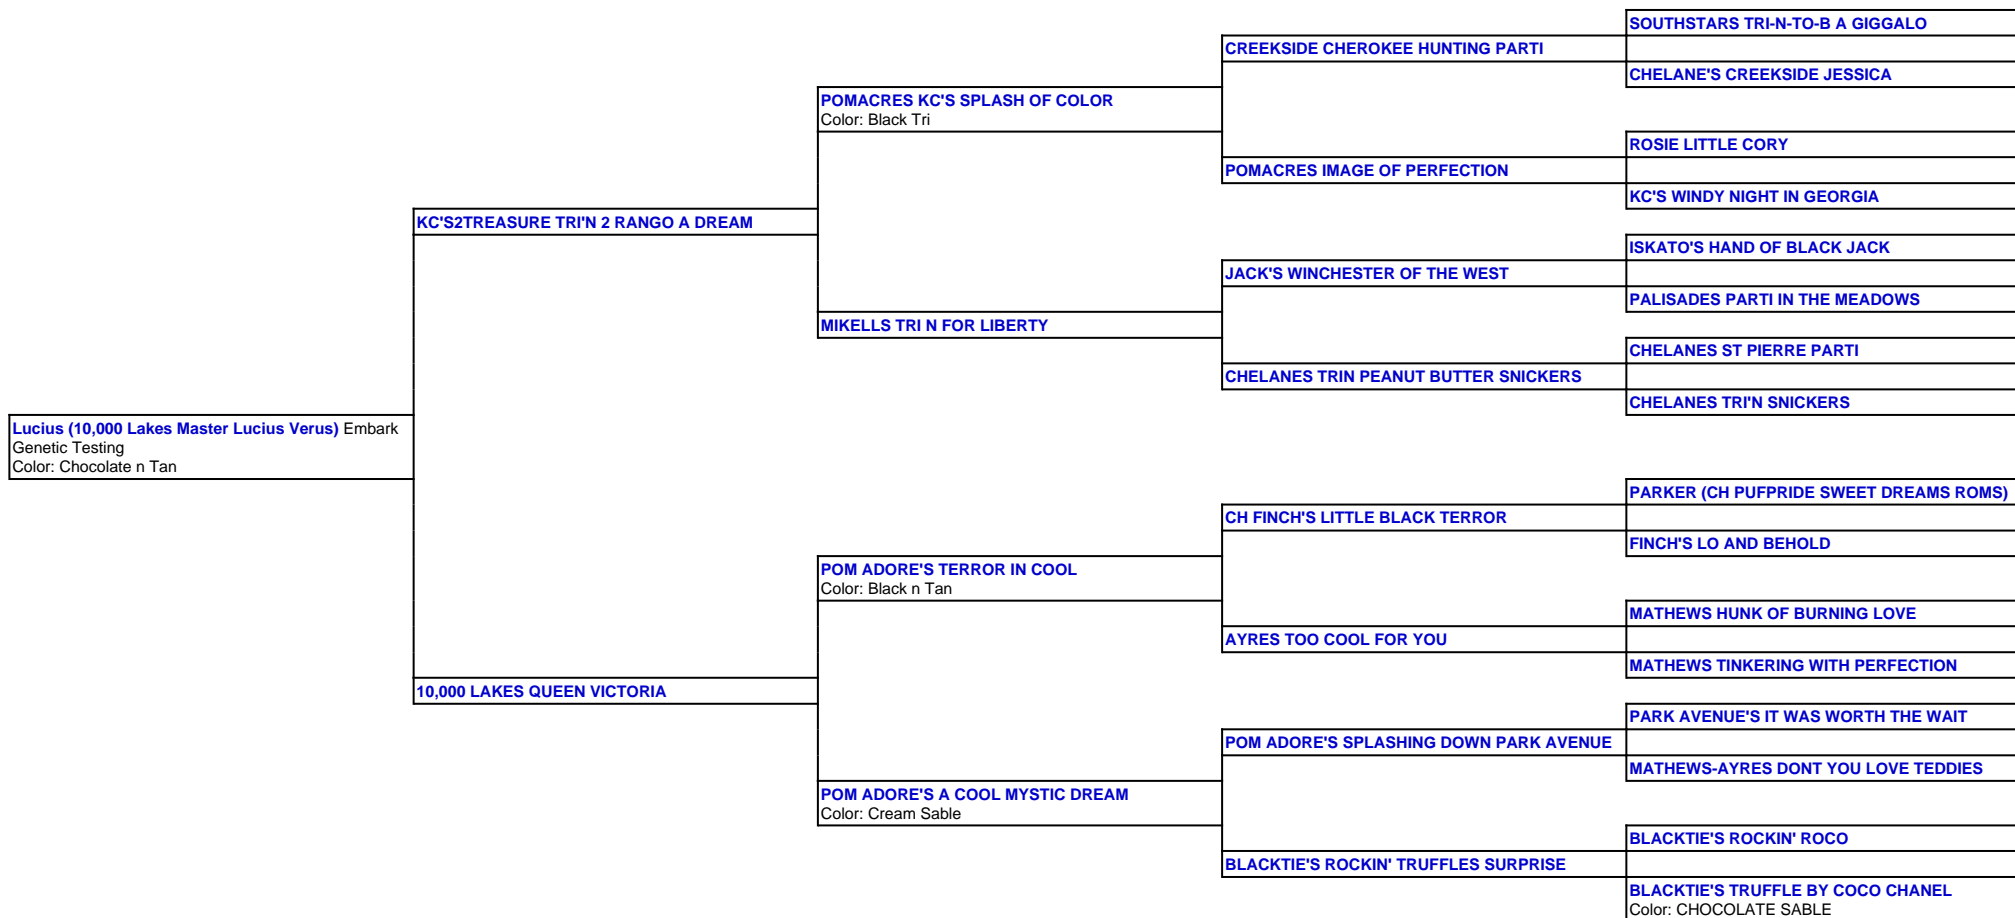 SOUTHSTARS TRI-N-TO-B A GIGGALO
CREEKSIDE CHEROKEE HUNTING PARTI
CHELANE'S CREEKSIDE JESSICA
POMACRES KC'S SPLASH OF COLOR
Color: Black Tri
ROSIE LITTLE CORY
POMACRES IMAGE OF PERFECTION
KC'S WINDY NIGHT IN GEORGIA
KC'S2TREASURE TRI'N 2 RANGO A DREAM
ISKATO'S HAND OF BLACK JACK
JACK'S WINCHESTER OF THE WEST
PALISADES PARTI IN THE MEADOWS
MIKELLS TRI N FOR LIBERTY
CHELANES ST PIERRE PARTI
CHELANES TRIN PEANUT BUTTER SNICKERS
CHELANES TRI'N SNICKERS
Lucius (10,000 Lakes Master Lucius Verus) Embark
Genetic Testing
Color: Chocolate n Tan
PARKER (CH PUFPRIDE SWEET DREAMS ROMS)
CH FINCH'S LITTLE BLACK TERROR
FINCH'S LO AND BEHOLD
POM ADORE'S TERROR IN COOL
Color: Black n Tan
MATHEWS HUNK OF BURNING LOVE
AYRES TOO COOL FOR YOU
MATHEWS TINKERING WITH PERFECTION
10,000 LAKES QUEEN VICTORIA
PARK AVENUE'S IT WAS WORTH THE WAIT
POM ADORE'S SPLASHING DOWN PARK AVENUE
MATHEWS-AYRES DONT YOU LOVE TEDDIES
POM ADORE'S A COOL MYSTIC DREAM
Color: Cream Sable
BLACKTIE'S ROCKIN' ROCO
BLACKTIE'S ROCKIN' TRUFFLES SURPRISE
BLACKTIE'S TRUFFLE BY COCO CHANEL
Color: CHOCOLATE SABLE